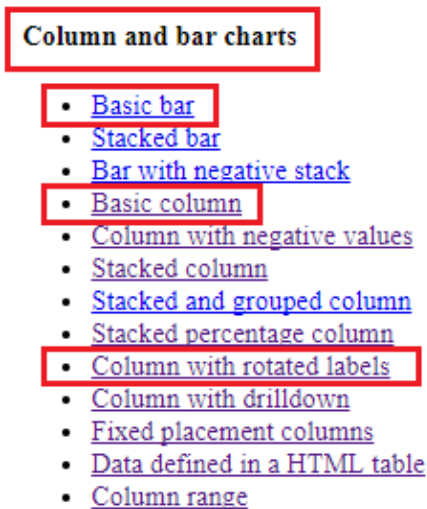 Column and bar charts
Basic bar
Stacked bar
Bar with negative stack
Basic column
Column with negative values
Stacked column
Stacked and grouped column
Stacked percentage column
Column with rotated labels
Column with drilldown
Fixed placement columns
Data defined in a HTML table
Column range